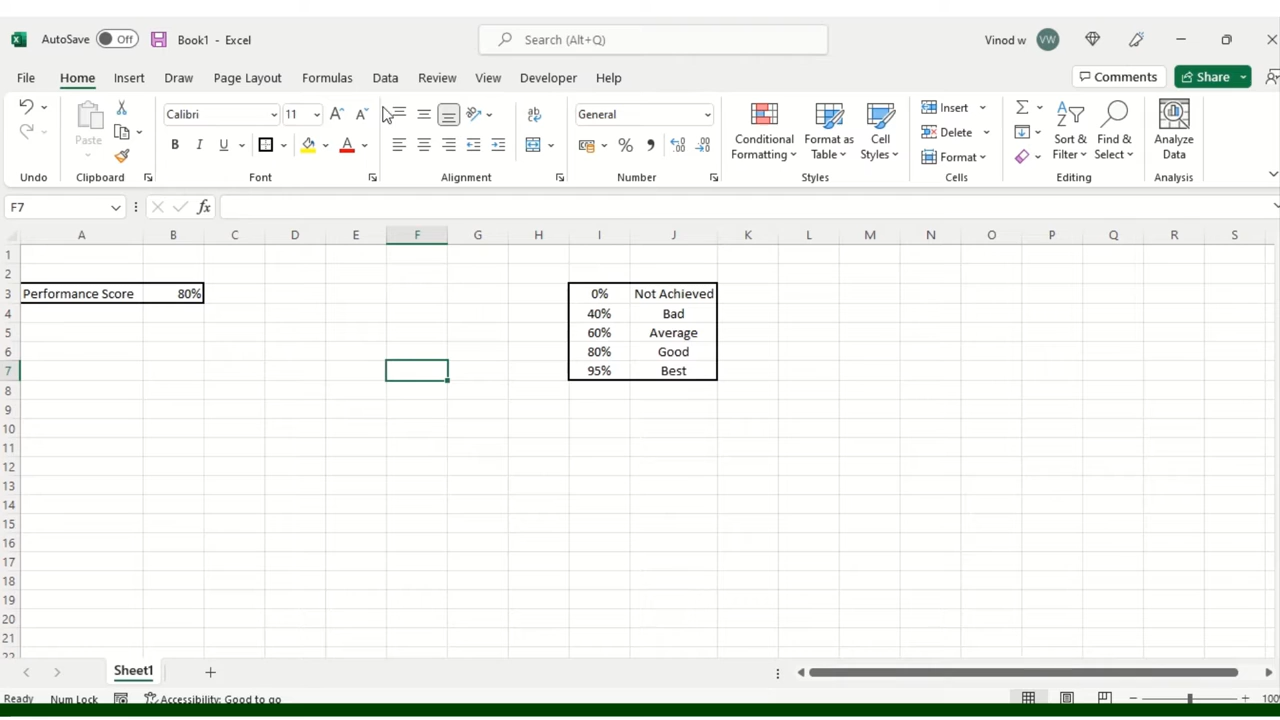 AutoSave Off Book1 - Excel Search (Alt+Q) Vinod w VW
File Home Insert Draw Page Layout Formulas Data Review View Developer Help Comments Share
Paste Calibri 11 General Conditional Formatting Format as Table Cell Styles Insert Delete Format Sort & Filter Find & Select Analyze Data
Undo Clipboard Font Alignment Number Styles Cells Editing Analysis
F7 fx
A B C D E F G H I J K L M N O P Q R S
1
2
3 Performance Score 80% 0% Not Achieved
4 40% Bad
5 60% Average
6 80% Good
7 95% Best
8
9
10
11
12
13
14
15
16
17
18
19
20
21
22
Sheet1
Ready Num Lock Accessibility: Good to go 100